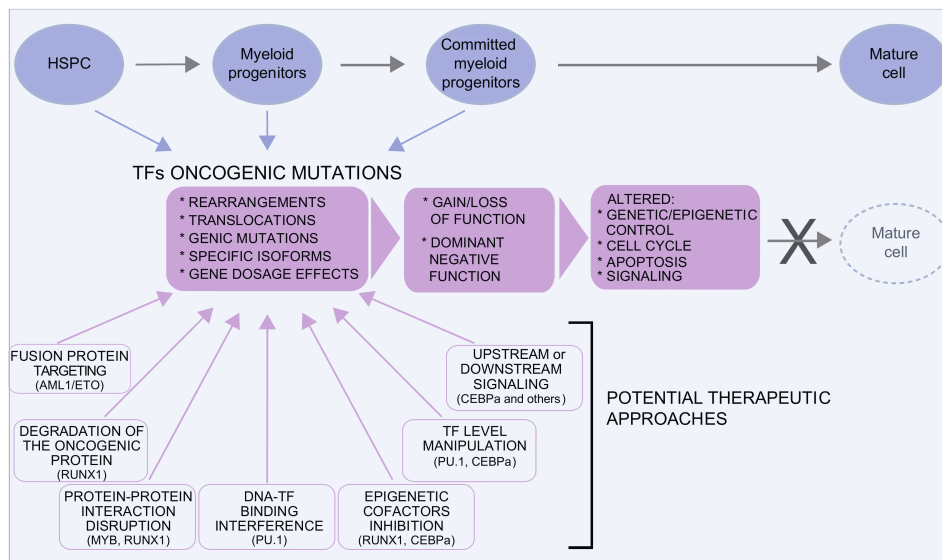 HSPC
Myeloid
progenitors
Committed
myeloid
progenitors
Mature
cell
TFs ONCOGENIC MUTATIONS
* REARRANGEMENTS
* TRANSLOCATIONS
* GENIC MUTATIONS
* SPECIFIC ISOFORMS
* GENE DOSAGE EFFECTS
* GAIN/LOSS
OF FUNCTION
* DOMINANT
NEGATIVE
FUNCTION
ALTERED:
* GENETIC/EPIGENETIC
CONTROL
* CELL CYCLE
* APOPTOSIS
* SIGNALING
X
Mature
cell
FUSION PROTEIN
TARGETING
(AML1/ETO)
DEGRADATION OF
THE ONCOGENIC
PROTEIN
(RUNX1)
PROTEIN-PROTEIN
INTERACTION
DISRUPTION
(MYB, RUNX1)
DNA-TF
BINDING
INTERFERENCE
(PU.1)
EPIGENETIC
COFACTORS
INHIBITION
(RUNX1, CEBPa)
TF LEVEL
MANIPULATION
(PU.1, CEBPa)
UPSTREAM or
DOWNSTREAM
SIGNALING
(CEBPa and others)
POTENTIAL THERAPEUTIC
APPROACHES